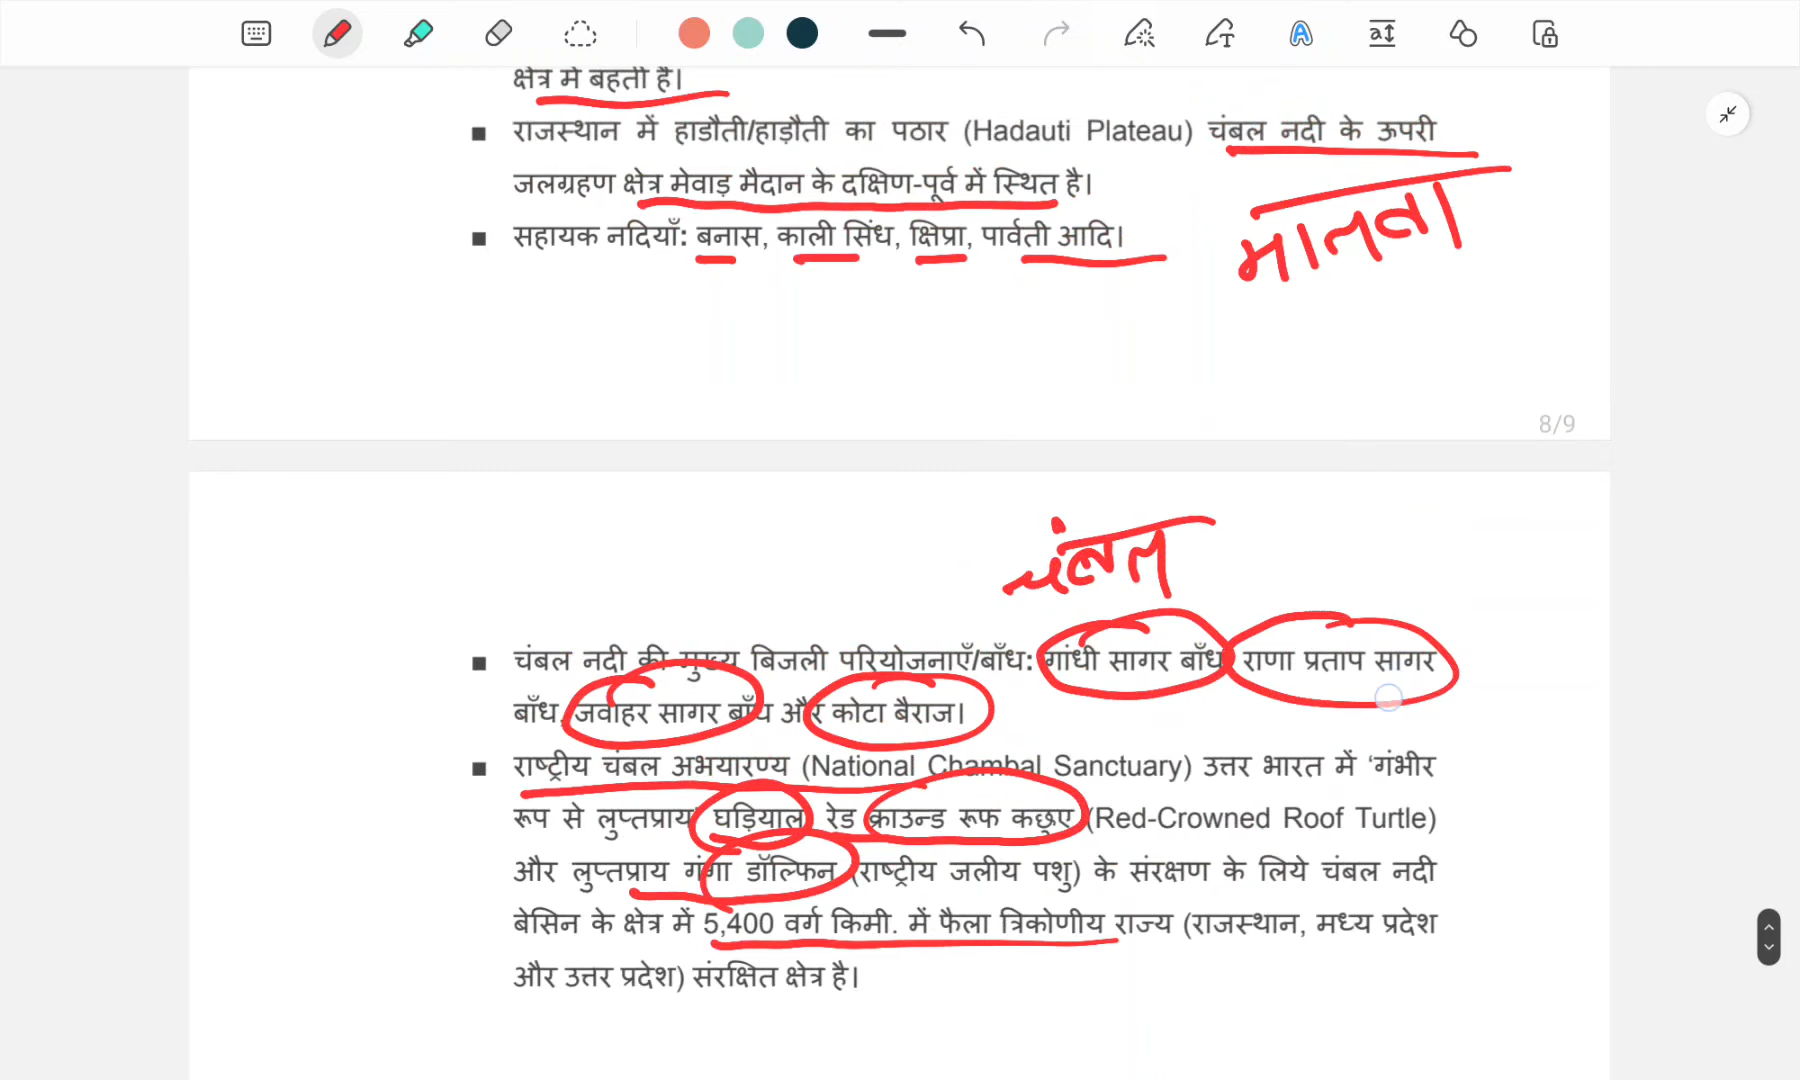 क्षेत्र में बहती है।
राजस्थान में हाडौती/हाड़ौती का पठार (Hadauti Plateau) चंबल नदी के ऊपरी
जलग्रहण क्षेत्र मेवाड़ मैदान के दक्षिण-पूर्व में स्थित है।
मालवा
सहायक नदियाँ: बनास, काली सिंध, क्षिप्रा, पार्वती आदि।
8/9
चंबल
चंबल नदी की मुख्य बिजली परियोजनाएँ/बाँध: गांधी सागर बाँध राणा प्रताप सागर
बाँध, जवाहर सागर बाँध और कोटा बैराज।
राष्ट्रीय चंबल अभयारण्य (National Chambal Sanctuary) उत्तर भारत में ‘गंभीर
रूप से लुप्तप्राय’ घड़ियाल, रेड क्राउन्ड रूफ कछुए (Red-Crowned Roof Turtle)
और लुप्तप्राय गंगा डॉल्फिन (राष्ट्रीय जलीय पशु) के संरक्षण के लिये चंबल नदी
बेसिन के क्षेत्र में 5,400 वर्ग किमी. में फैला त्रिकोणीय राज्य (राजस्थान, मध्य प्रदेश
और उत्तर प्रदेश) संरक्षित क्षेत्र है।